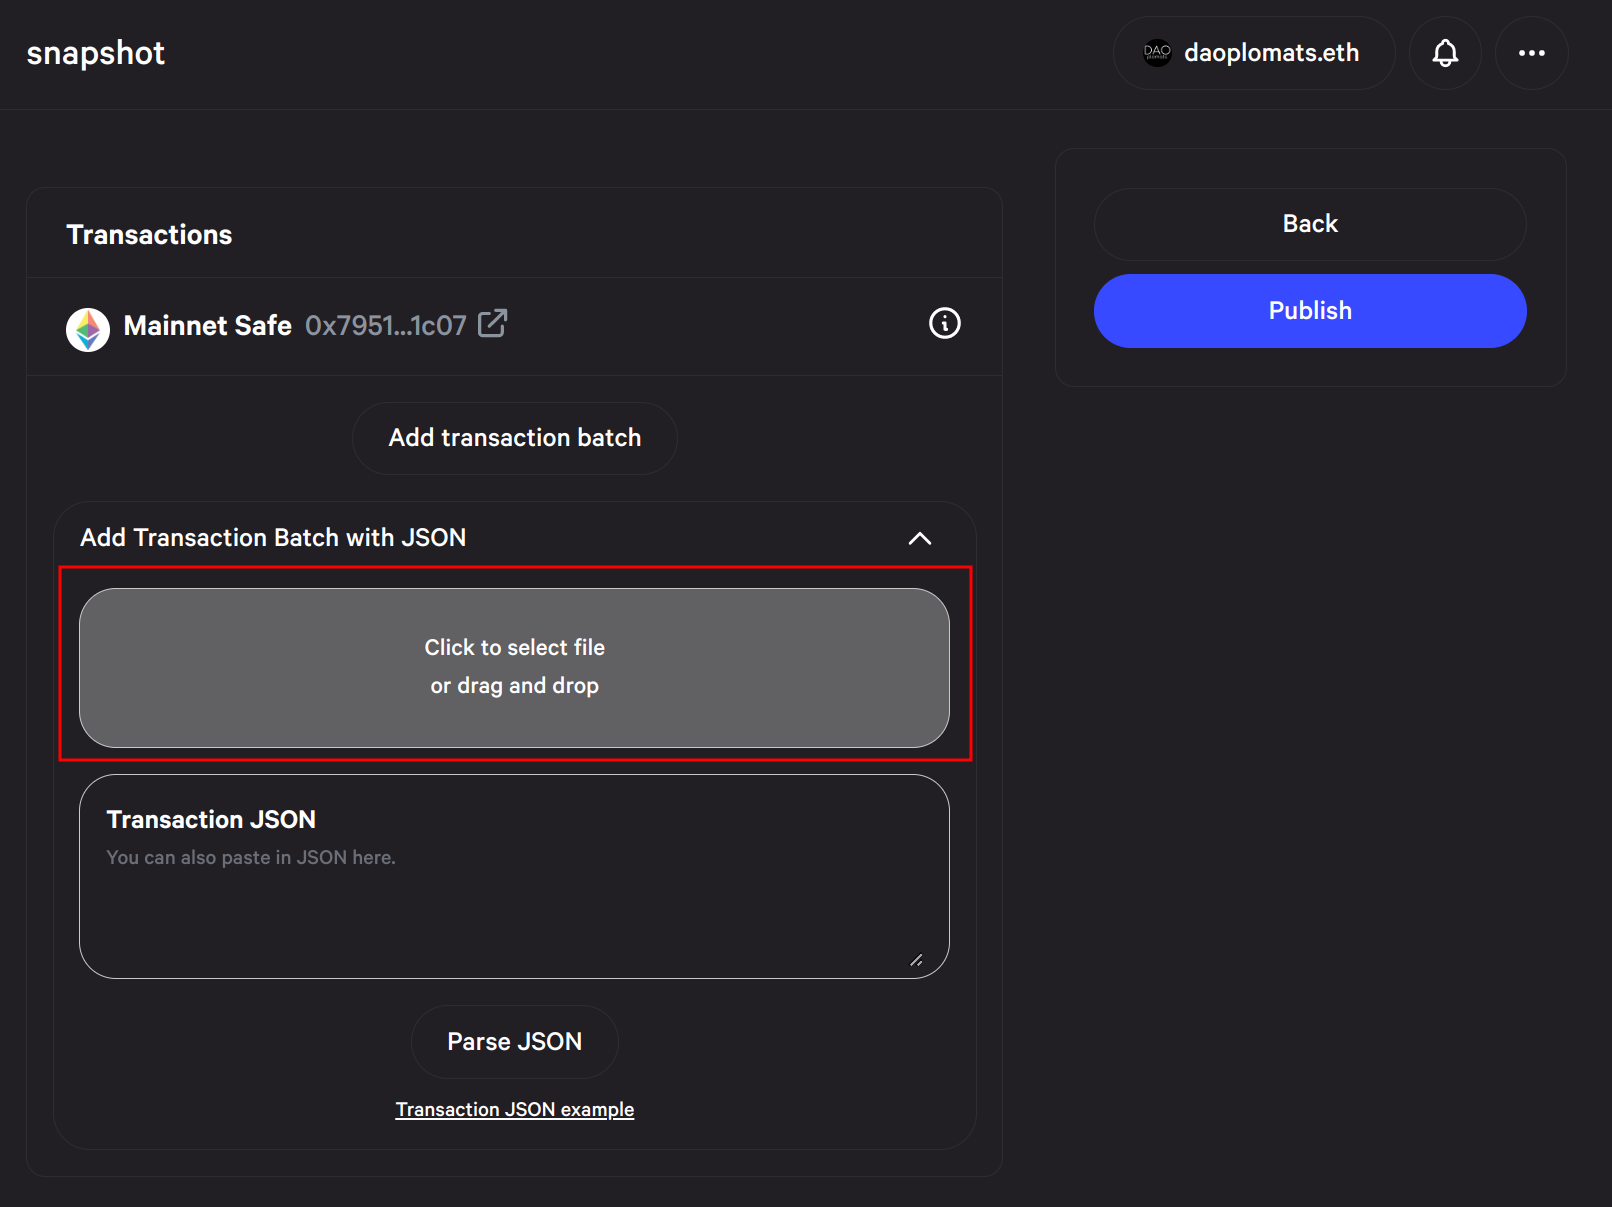 snapshot
DAO
daoplomats.eth
Transactions
Back
Publish
Mainnet Safe 0x7951...1c07
Add transaction batch
Add Transaction Batch with JSON
Click to select file
or drag and drop
Transaction JSON
You can also paste in JSON here.
Parse JSON
Transaction JSON example